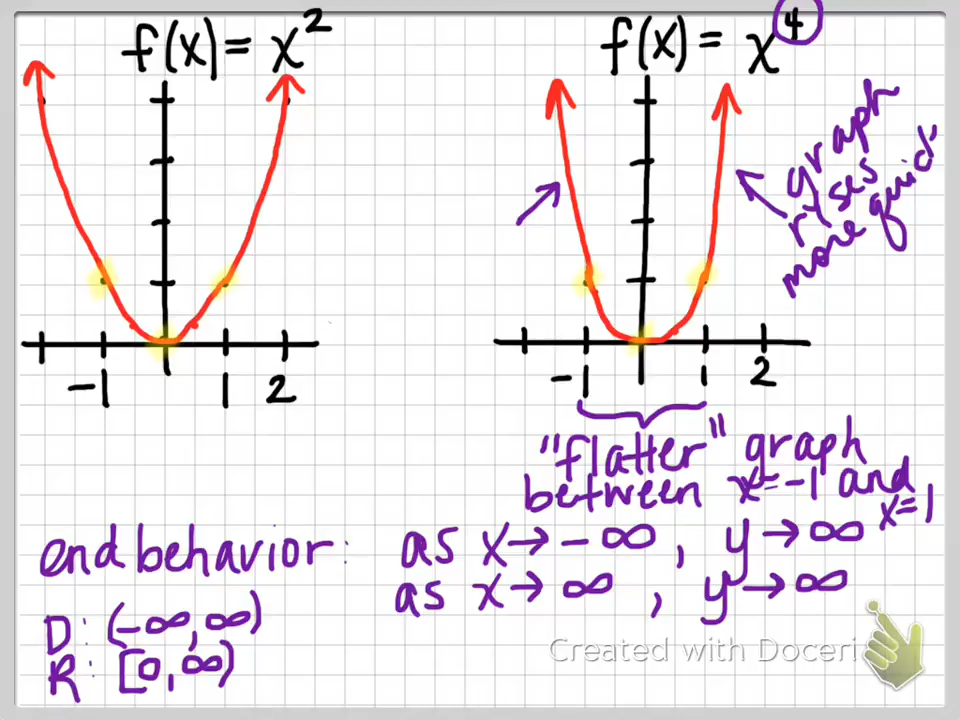 f(x) = x²
f(x) = x⁴
graph
rises
more
-1 1 2
-1 1 2
"flatter" graph
between x=-1 and
x=1
end behavior: as x→-∞, y→∞
as x→∞, y→∞
D: (-∞,∞)
R: [0,∞)
Created with Doceri